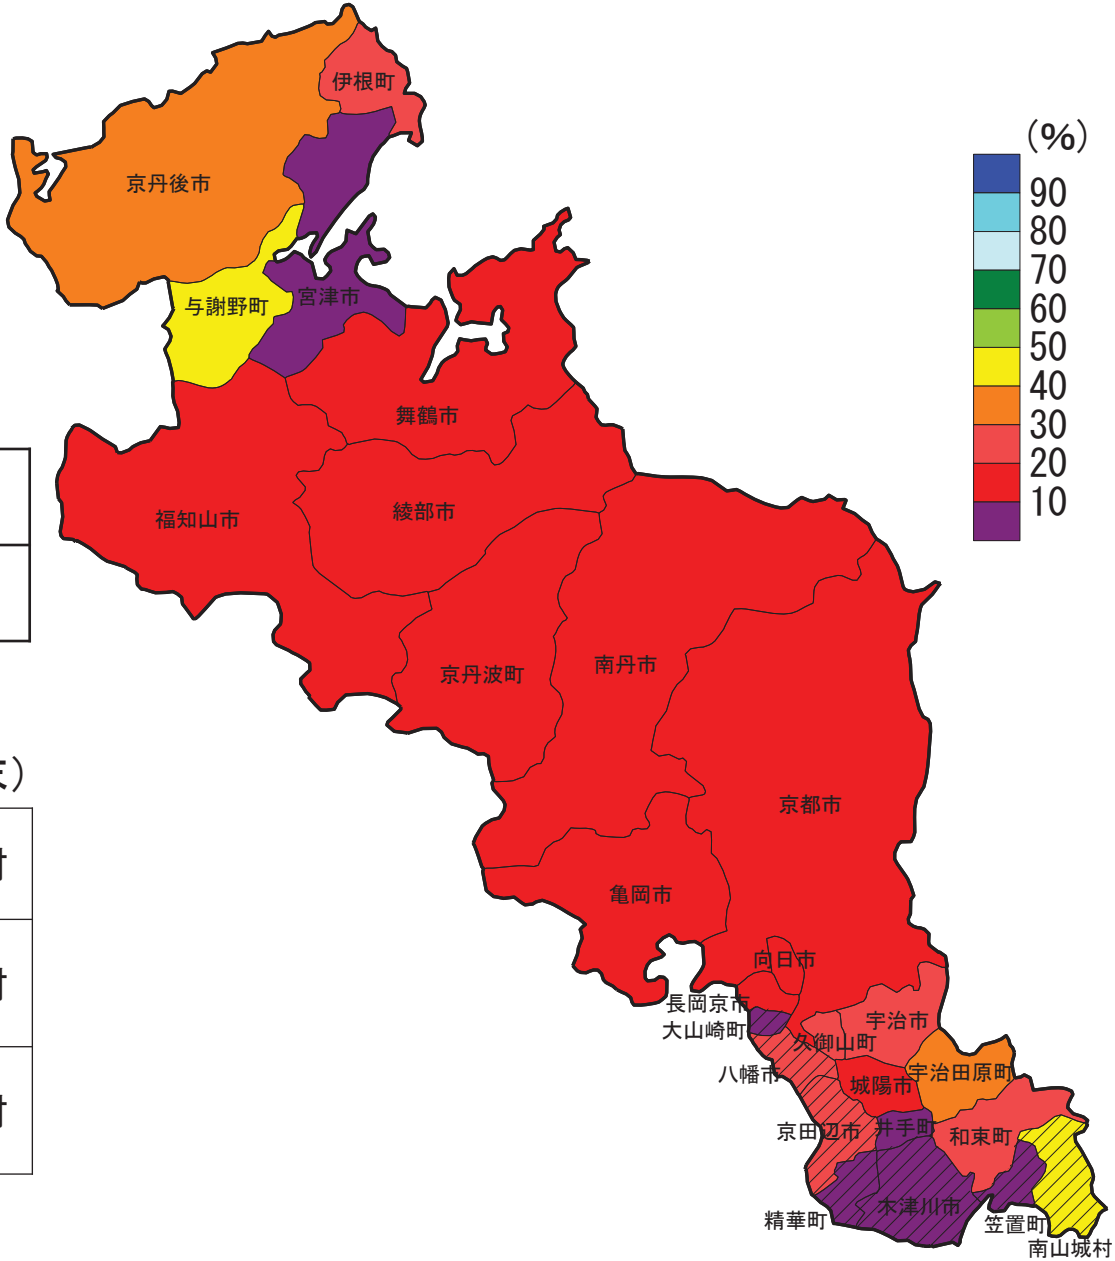 伊根町
(%)
京丹後市
90
80
70
与謝野町
宮津市
60
50
40
舞鶴市
30
20
10
福知山市
綾部市
京丹波町
南丹市
京都市
亀岡市
向日市
長岡京市
宇治市
大山崎町
久御山町
八幡市
城陽市
宇治田原町
京田辺市
井手町
和束町
木津川市
精華町
笠置町
南山城村